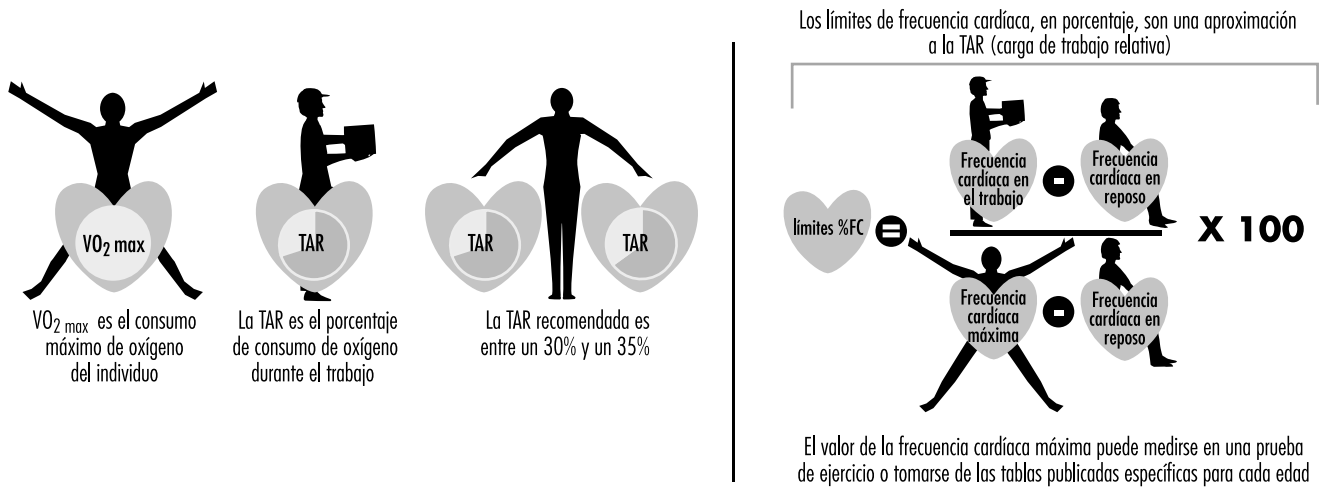 VO2 max
VO2 max es el consumo
máximo de oxígeno
del individuo
TAR
La TAR es el porcentaje
de consumo de oxígeno
durante el trabajo
TAR
TAR
La TAR recomendada es
entre un 30% y un 35%
Los límites de frecuencia cardíaca, en porcentaje, son una aproximación
a la TAR (carga de trabajo relativa)
límites %FC
=
Frecuencia
cardíaca en
el trabajo
-
Frecuencia
cardíaca en
reposo
Frecuencia
cardíaca
máxima
-
Frecuencia
cardíaca en
reposo
X 100
El valor de la frecuencia cardíaca máxima puede medirse en una prueba
de ejercicio o tomarse de las tablas publicadas específicas para cada edad